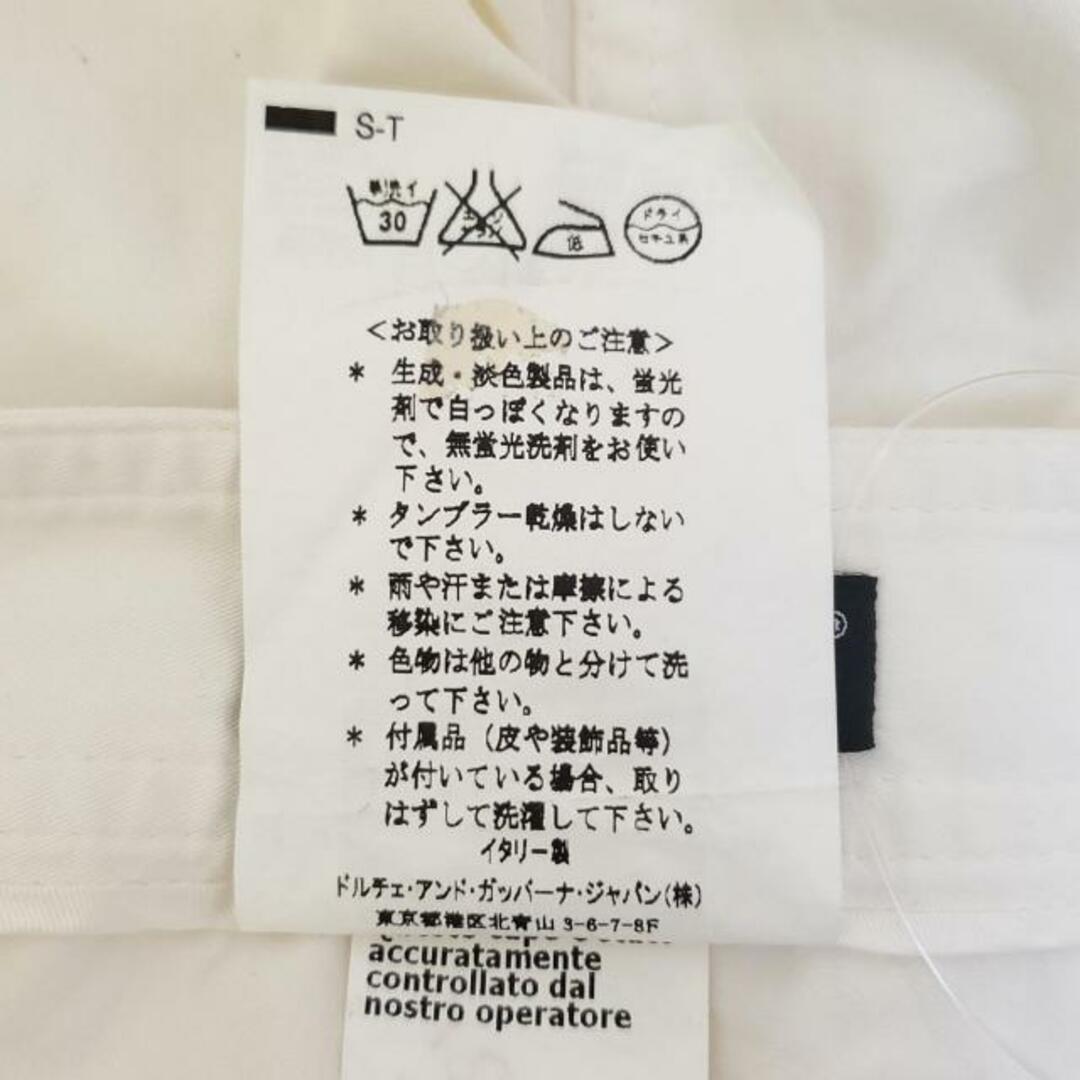 S-T
30
低
ドライ
セキユ系
<お取り扱い上のご注意>
* 生成・淡色製品は、蛍光
剤で白っぽくなりますの
で、無蛍光洗剤をお使い
下さい。
* タンブラー乾燥はしない
で下さい。
* 雨や汗または摩擦による
移染にご注意下さい。
* 色物は他の物と分けて洗
って下さい。
* 付属品（皮や装飾品等）
が付いている場合、取り
はずして洗濯して下さい。
イタリー製
ドルチェ・アンド・ガッバーナ・ジャパン(株)
東京都港区北青山 3-6-7-8F
accuratamente
controllato dal
nostro operatore